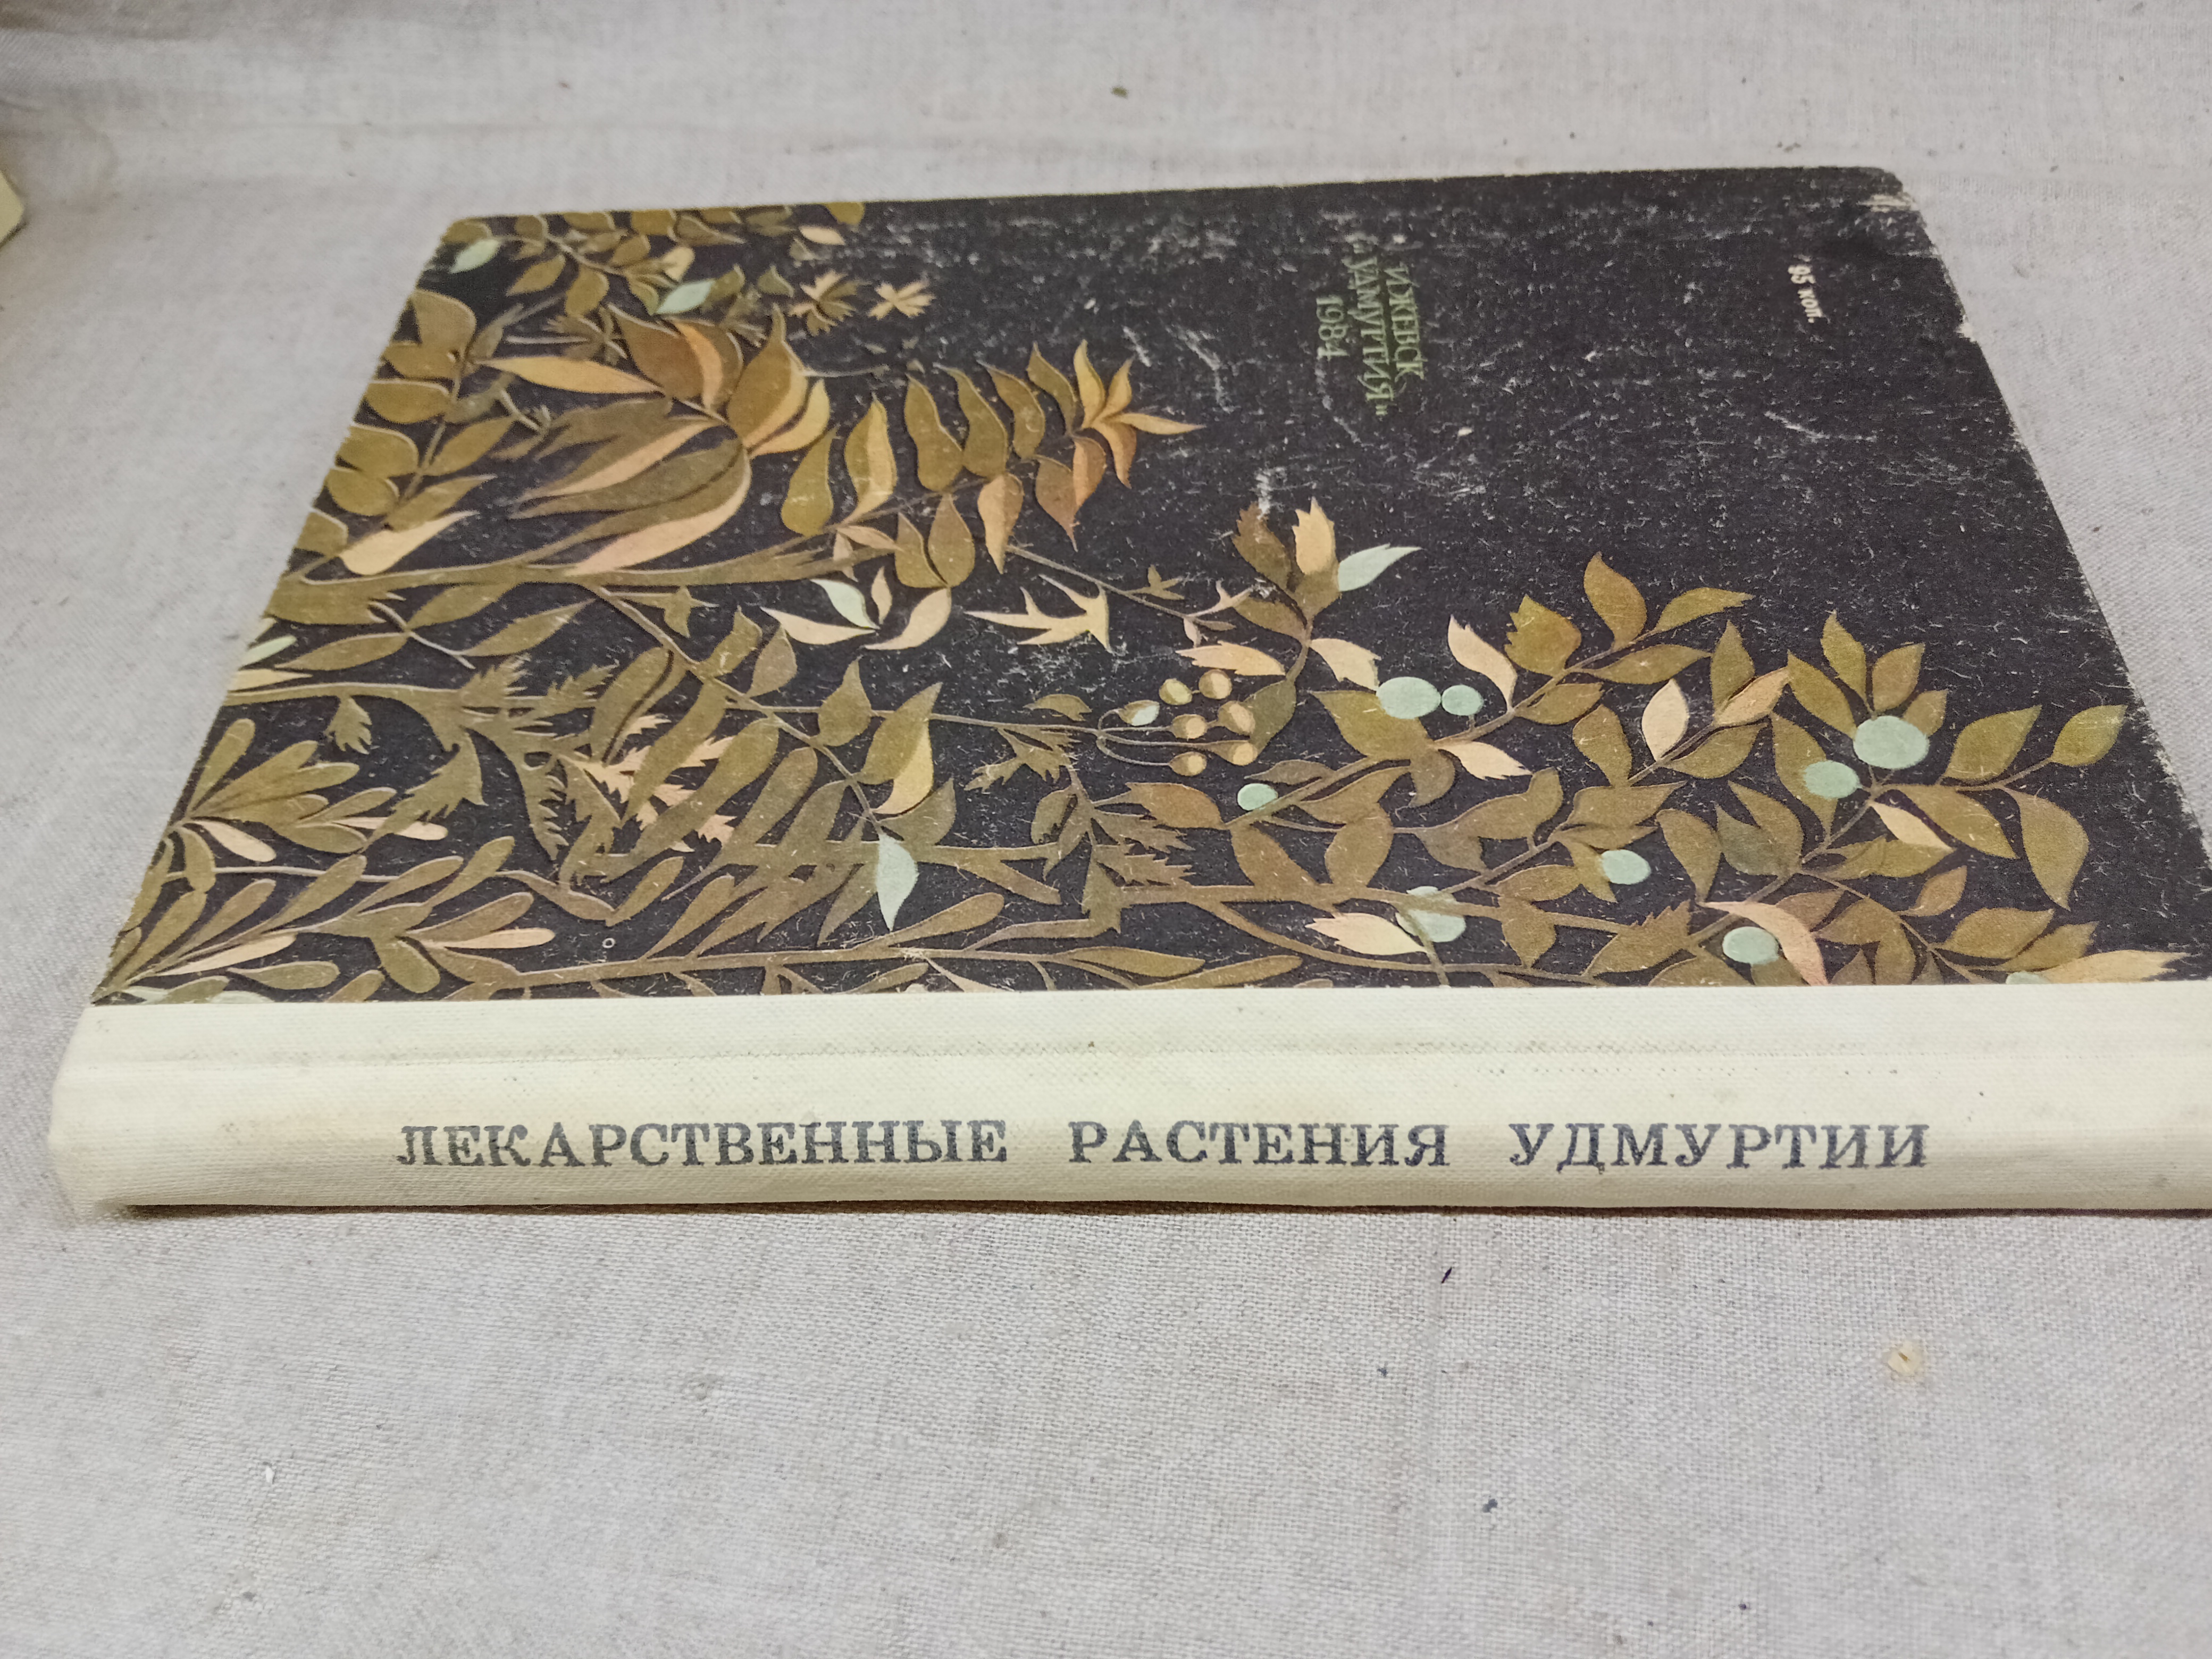 ЛЕКАРСТВЕННЫЕ РАСТЕНИЯ УДМУРТИИ
ИЖЕВСК
„УДМУРТИЯ"
1984
95 коп.